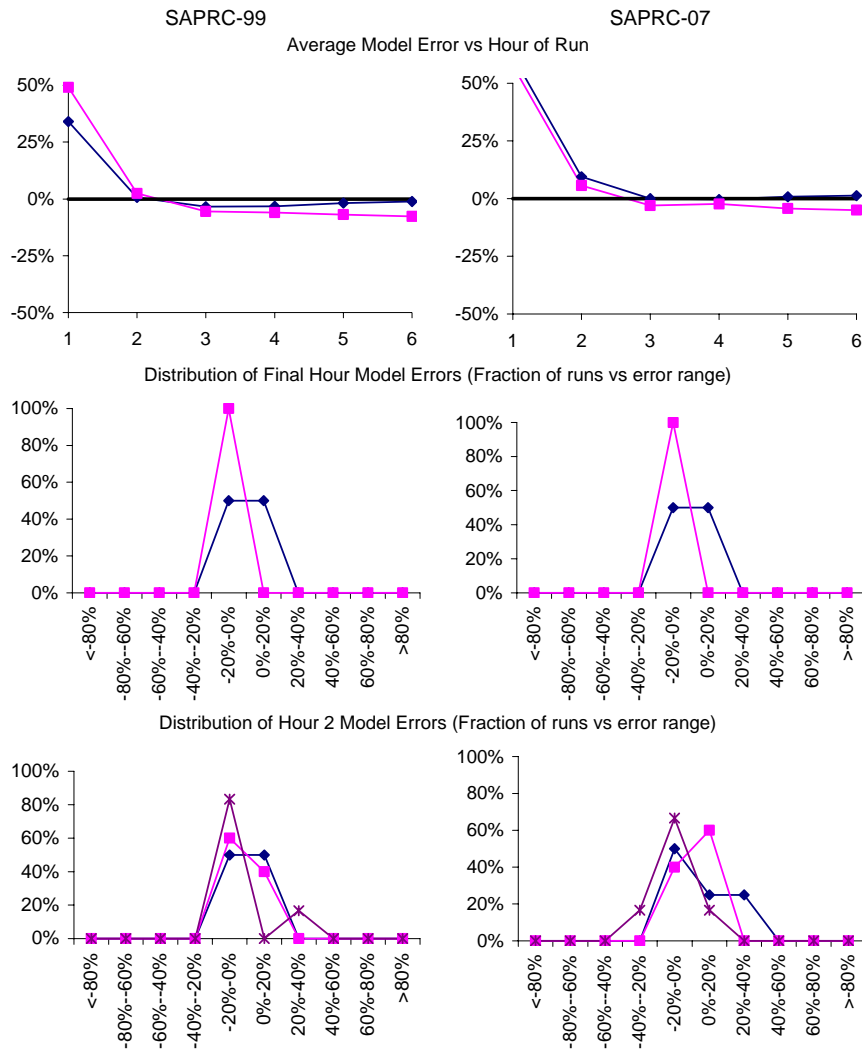 SAPRC-99 SAPRC-07
Average Model Error vs Hour of Run
50% 50%
25% 25%
0% 0%
-25% -25%
-50% -50%
1 2 3 4 5 6 1 2 3 4 5 6
Distribution of Final Hour Model Errors (Fraction of runs vs error range)
100% 100%
80% 80%
60% 60%
40% 40%
20% 20%
0% 0%
<-80% -80%--60% -60%--40% -40%--20% -20%-0% 0%-20% 20%-40% 40%-60% 60%-80% >80% <-80% -80%--60% -60%--40% -40%--20% -20%-0% 0%-20% 20%-40% 40%-60% 60%-80% >80%
Distribution of Hour 2 Model Errors (Fraction of runs vs error range)
100% 100%
80% 80%
60% 60%
40% 40%
20% 20%
0% 0%
<-80% -80%--60% -60%--40% -40%--20% -20%-0% 0%-20% 20%-40% 40%-60% 60%-80% >80% <-80% -80%--60% -60%--40% -40%--20% -20%-0% 0%-20% 20%-40% 40%-60% 60%-80% >80%